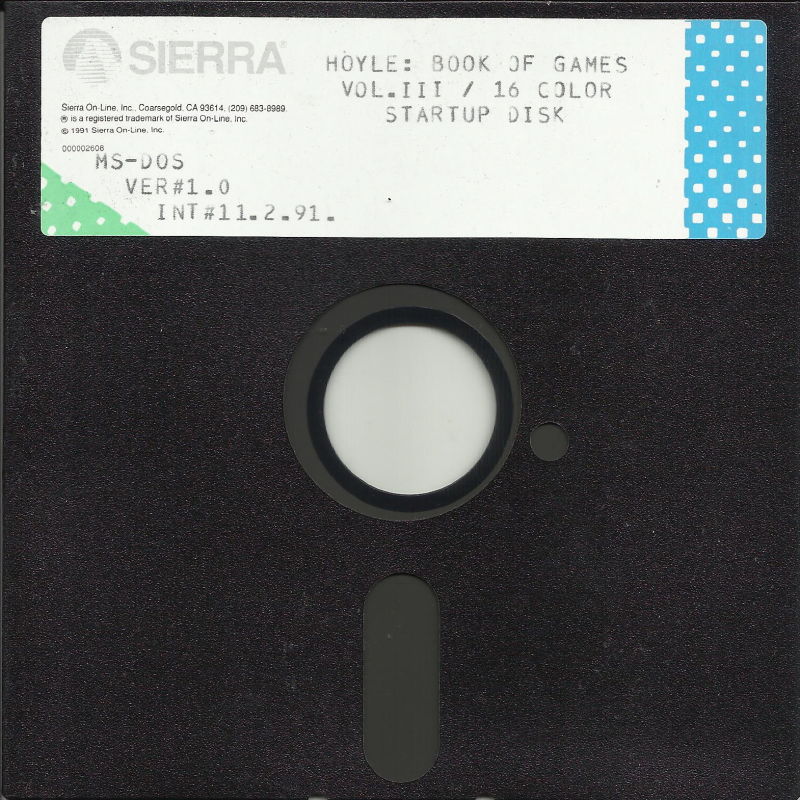 SIERRA®
HOYLE: BOOK OF GAMES
VOL.III / 16 COLOR
STARTUP DISK
Sierra On-Line, Inc., Coarsegold, CA 93614, (209) 683-8989.
® is a registered trademark of Sierra On-Line, Inc.
© 1991 Sierra On-Line, Inc.
000002608
MS-DOS
VER#1.0
INT#11.2.91.